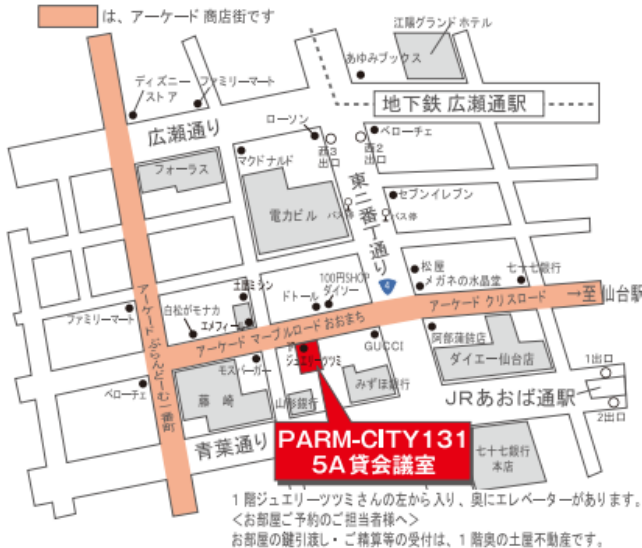 は、アーケード商店街です
江陽グランドホテル
あゆみブックス
ディズニー
ストア
ファミリーマート
地下鉄 広瀬通駅
広瀬通り
ローソン
西3
出口
西2
出口
ベローチェ
フォーラス
マクドナルド
電力ビル
東二番丁通り
セブンイレブン
バス停
バス停
松屋
メガネの水晶堂
七十七銀行
4
100円SHOP
ダイソー
ドトール
土屋ミシン
白松がモナカ
エメフィール
ファミリーマート
アーケード ぶらんどーむ一番町
アーケード マーブルロードおおまち
アーケード クリスロード
→至 仙台駅
GUCCI
阿部蒲鉾店
ダイエー仙台店
ジュエリーツツミ
モスバーガー
ベローチェ
藤崎
山形銀行
みずほ銀行
1出口
JRあおば通駅
2出口
青葉通り
七十七銀行
本店
PARM-CITY131
5A貸会議室
1階ジュエリーツツミさんの左から入り、奥にエレベーターがあります。
<お部屋ご予約のご担当者様へ>
お部屋の鍵引渡し・ご精算等の受付は、1階奥の土屋不動産です。